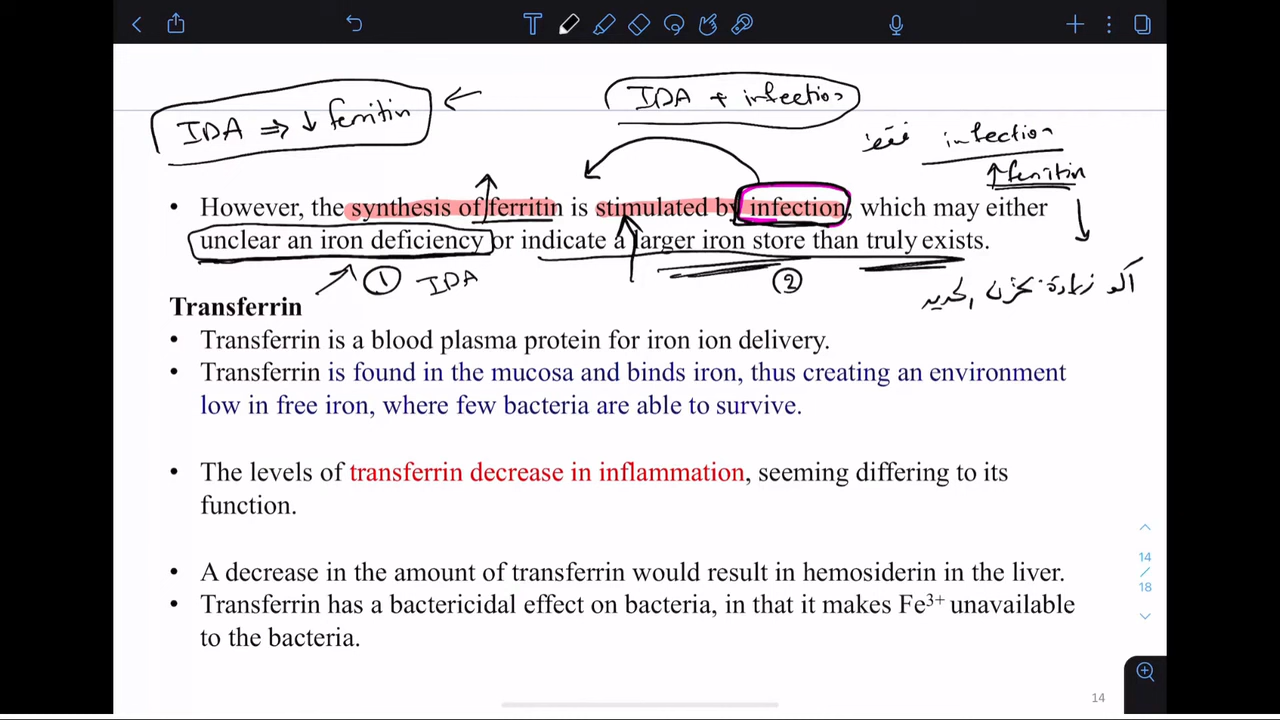 IDA ⇒ ↓ ferritin
IDA + infection
فقط infection
↑ ferritin
• However, the synthesis of ferritin is stimulated by infection, which may either
unclear an iron deficiency or indicate a larger iron store than truly exists.
① IDA
②
اكو زيادة بخزن الحديد
Transferrin
• Transferrin is a blood plasma protein for iron ion delivery.
• Transferrin is found in the mucosa and binds iron, thus creating an environment
low in free iron, where few bacteria are able to survive.
• The levels of transferrin decrease in inflammation, seeming differing to its
function.
• A decrease in the amount of transferrin would result in hemosiderin in the liver.
• Transferrin has a bactericidal effect on bacteria, in that it makes Fe³⁺ unavailable
to the bacteria.
14
/
18
14